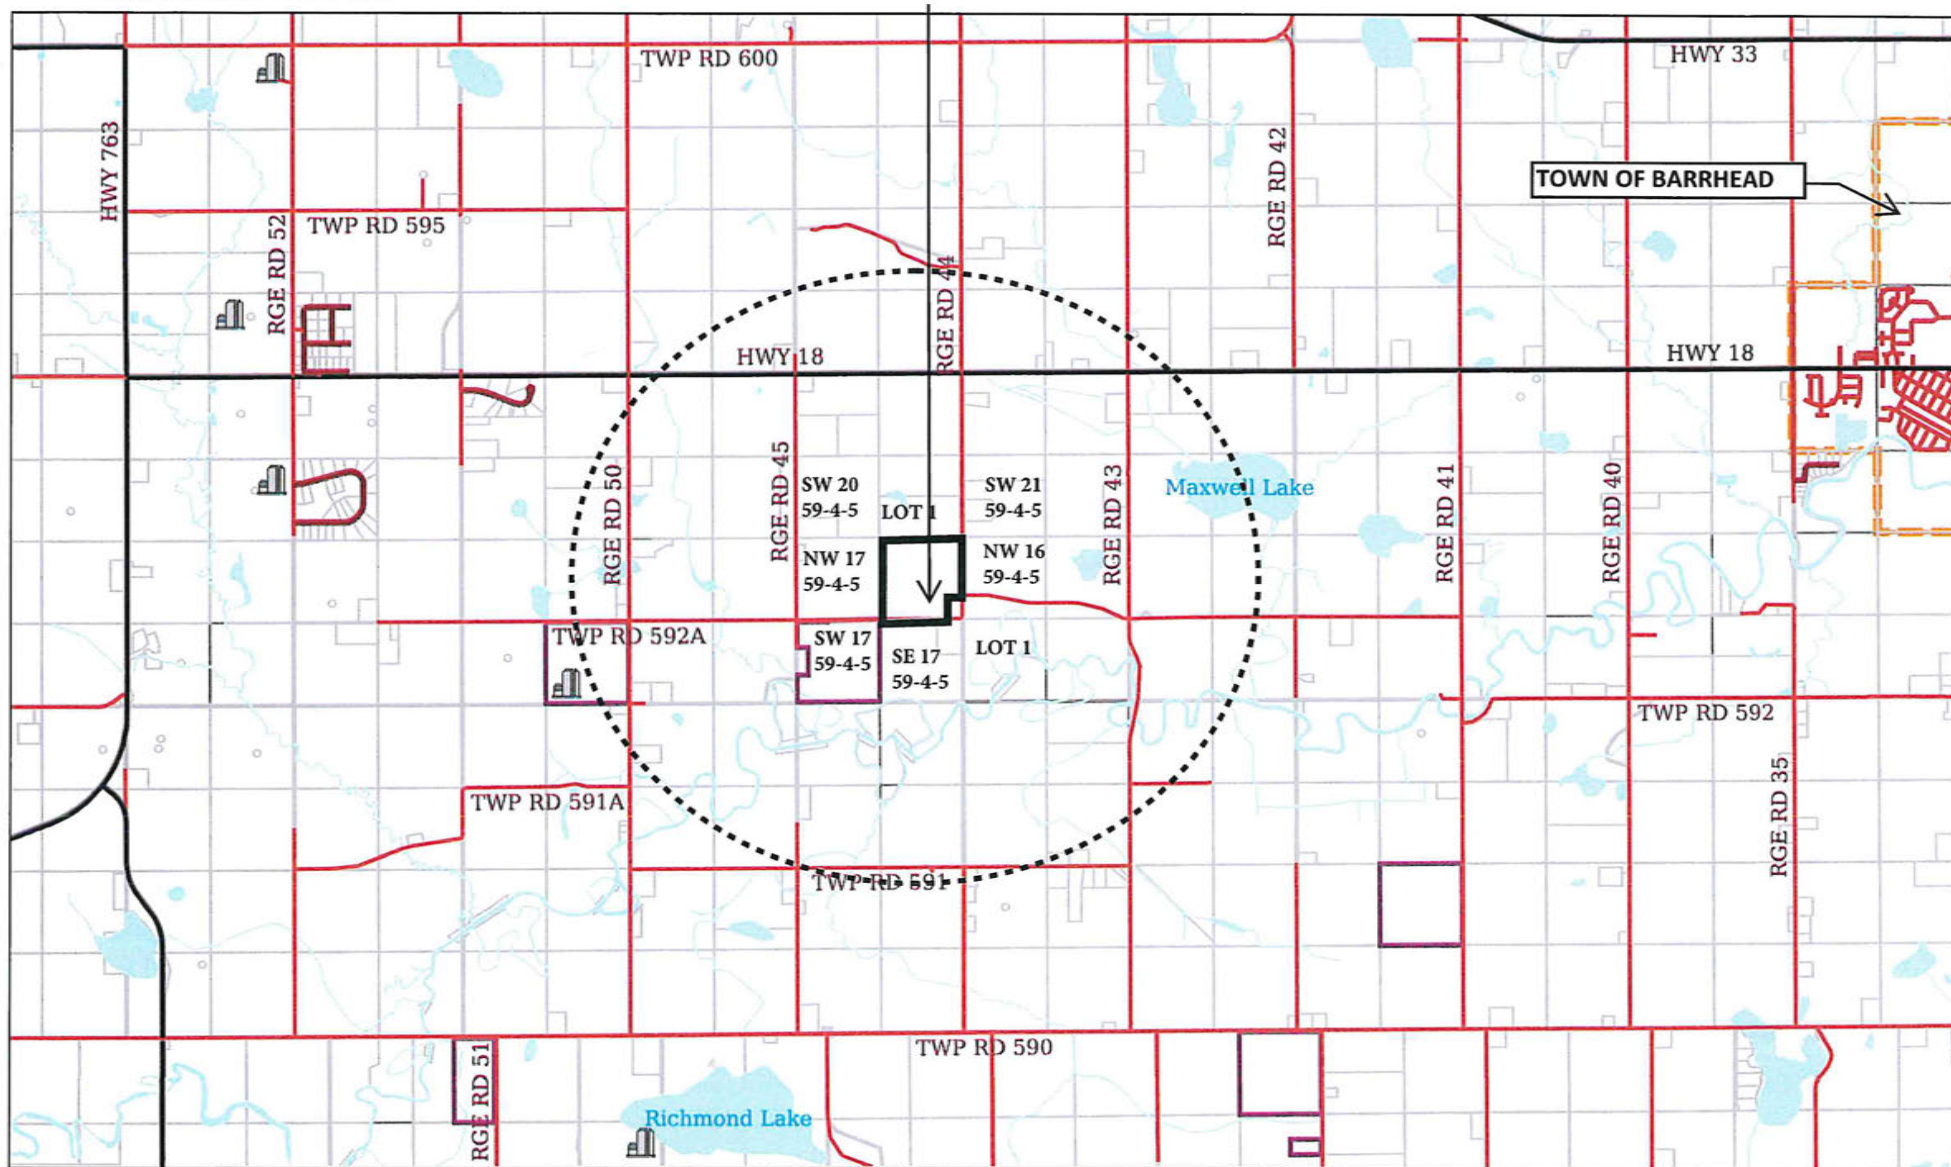 TWP RD 600
HWY 33
HWY 763
RGE RD 42
TOWN OF BARRHEAD
TWP RD 595
RGE RD 52
RGE RD 44
HWY 18
HWY 18
RGE RD 50
RGE RD 45
SW 20
59-4-5
LOT 1
SW 21
59-4-5
RGE RD 43
Maxwell Lake
RGE RD 41
RGE RD 40
NW 17
59-4-5
NW 16
59-4-5
TWP RD 592A
SW 17
59-4-5
SE 17
59-4-5
LOT 1
TWP RD 592
TWP RD 591A
RGE RD 35
TWP RD 591
TWP RD 590
RGE RD 51
Richmond Lake